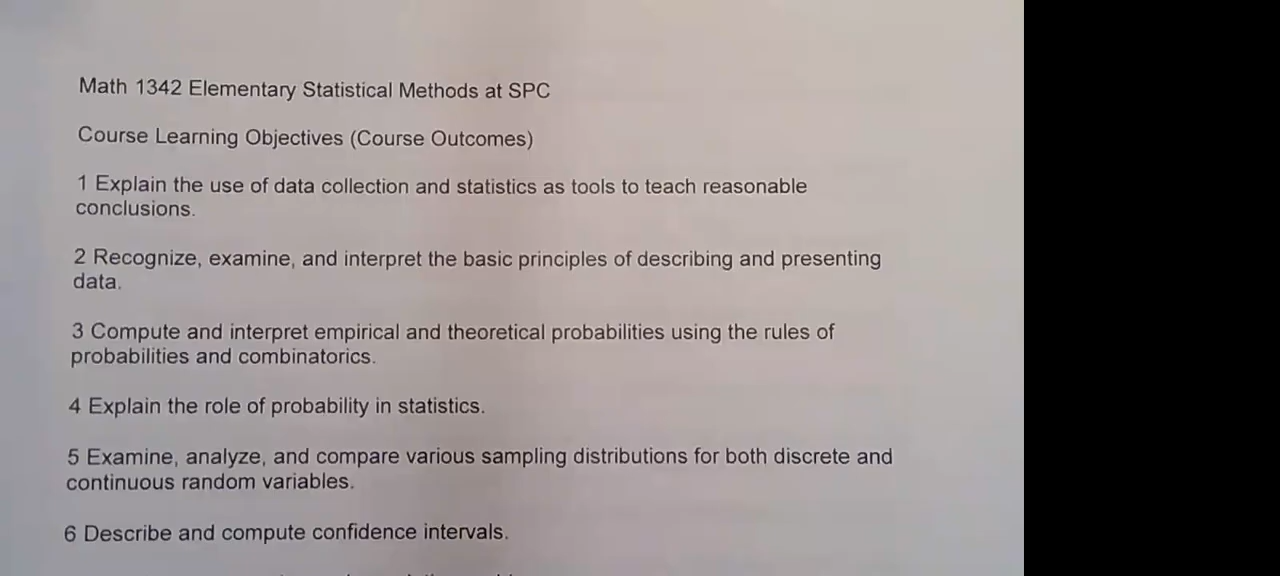 Math 1342 Elementary Statistical Methods at SPC
Course Learning Objectives (Course Outcomes)
1 Explain the use of data collection and statistics as tools to teach reasonable
conclusions.
2 Recognize, examine, and interpret the basic principles of describing and presenting
data.
3 Compute and interpret empirical and theoretical probabilities using the rules of
probabilities and combinatorics.
4 Explain the role of probability in statistics.
5 Examine, analyze, and compare various sampling distributions for both discrete and
continuous random variables.
6 Describe and compute confidence intervals.